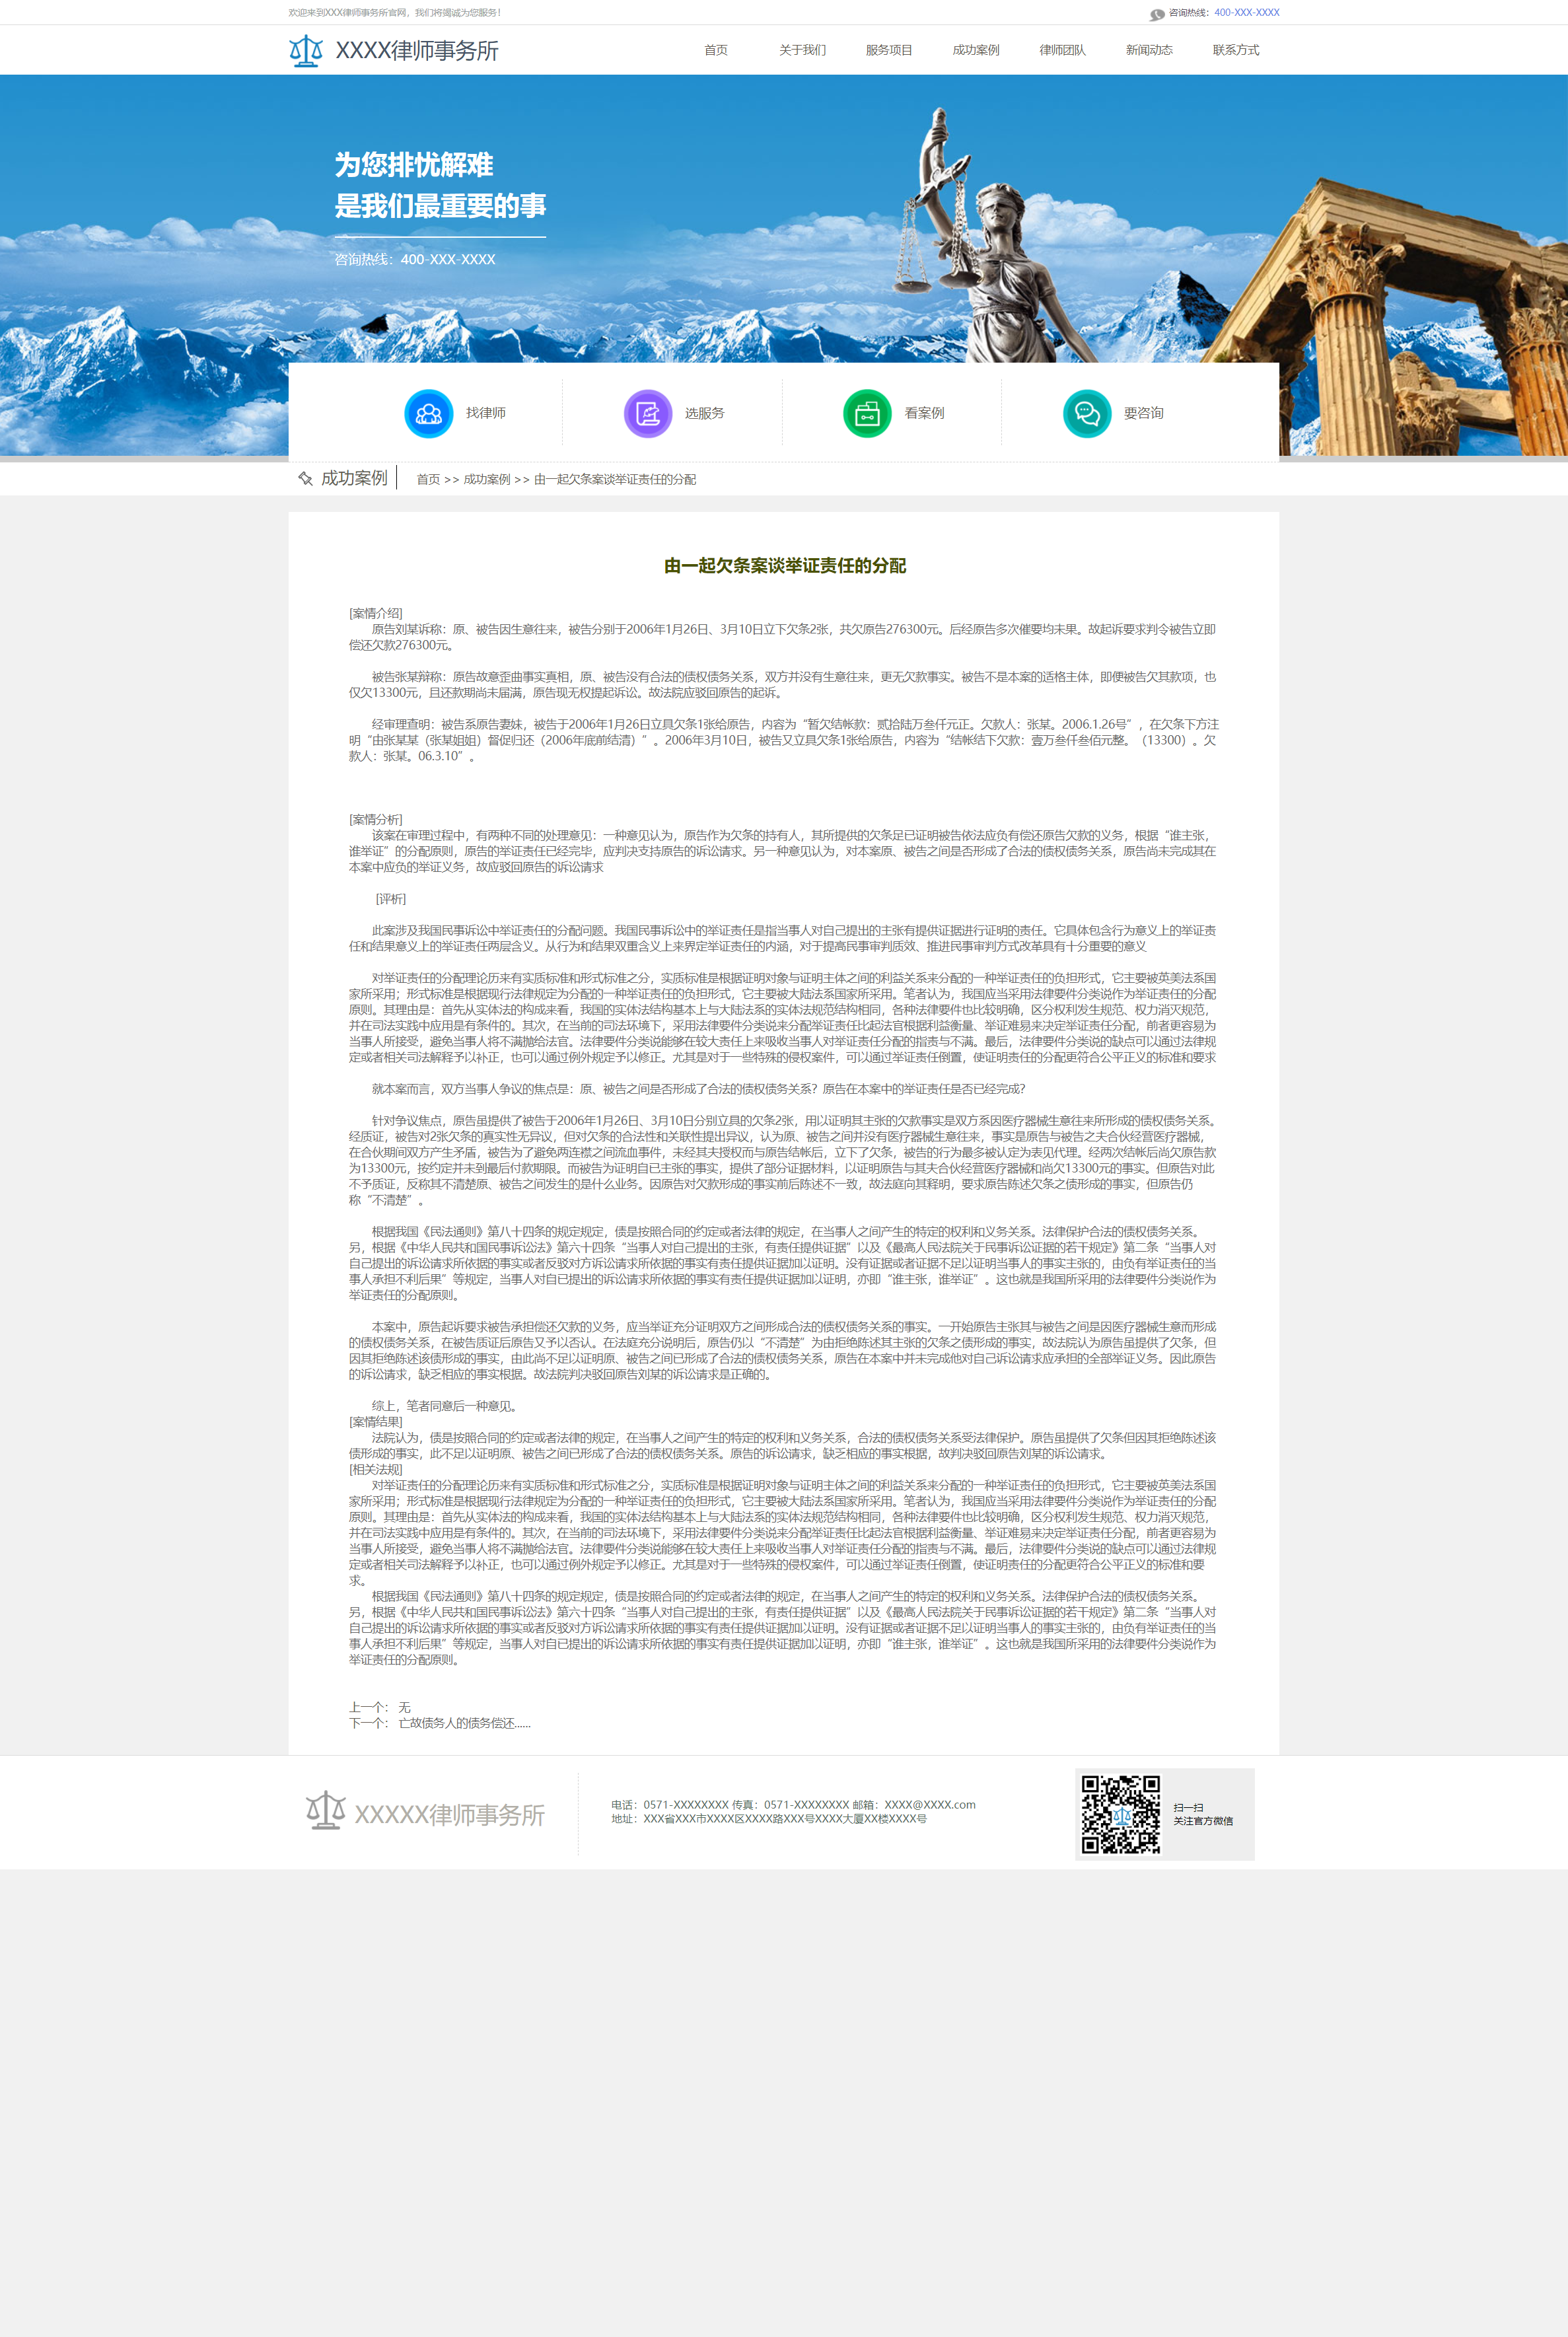 欢迎来到XXX律师事务所官网，我们将竭诚为您服务！
咨询热线：400-XXX-XXXX
XXXX律师事务所
首页 关于我们 服务项目 成功案例 律师团队 新闻动态 联系方式
为您排忧解难
是我们最重要的事
咨询热线：400-XXX-XXXX
找律师 选服务 看案例 要咨询
成功案例 首页 >> 成功案例 >> 由一起欠条案谈举证责任的分配
由一起欠条案谈举证责任的分配
[案情介绍]
原告刘某诉称：原、被告因生意往来，被告分别于2006年1月26日、3月10日立下欠条2张，共欠原告276300元。后经原告多次催要均未果。故起诉要求判令被告立即
偿还欠款276300元。
被告张某辩称：原告故意歪曲事实真相，原、被告没有合法的债权债务关系，双方并没有生意往来，更无欠款事实。被告不是本案的适格主体，即便被告欠其款项，也
仅欠13300元，且还款期尚未届满，原告现无权提起诉讼。故法院应驳回原告的起诉。
经审理查明：被告系原告妻妹，被告于2006年1月26日立具欠条1张给原告，内容为“暂欠结帐款：贰拾陆万叁仟元正。欠款人：张某。2006.1.26号”，在欠条下方注
明“由张某某（张某姐姐）督促归还（2006年底前结清）”。2006年3月10日，被告又立具欠条1张给原告，内容为“结帐结下欠款：壹万叁仟叁佰元整。（13300）。欠
款人：张某。06.3.10”。
[案情分析]
该案在审理过程中，有两种不同的处理意见：一种意见认为，原告作为欠条的持有人，其所提供的欠条足已证明被告依法应负有偿还原告欠款的义务，根据“谁主张，
谁举证”的分配原则，原告的举证责任已经完毕，应判决支持原告的诉讼请求。另一种意见认为，对本案原、被告之间是否形成了合法的债权债务关系，原告尚未完成其在
本案中应负的举证义务，故应驳回原告的诉讼请求
[评析]
此案涉及我国民事诉讼中举证责任的分配问题。我国民事诉讼中的举证责任是指当事人对自己提出的主张有提供证据进行证明的责任。它具体包含行为意义上的举证责
任和结果意义上的举证责任两层含义。从行为和结果双重含义上来界定举证责任的内涵，对于提高民事审判质效、推进民事审判方式改革具有十分重要的意义
对举证责任的分配理论历来有实质标准和形式标准之分，实质标准是根据证明对象与证明主体之间的利益关系来分配的一种举证责任的负担形式，它主要被英美法系国
家所采用；形式标准是根据现行法律规定为分配的一种举证责任的负担形式，它主要被大陆法系国家所采用。笔者认为，我国应当采用法律要件分类说作为举证责任的分配
原则。其理由是：首先从实体法的构成来看，我国的实体法结构基本上与大陆法系的实体法规范结构相同，各种法律要件也比较明确，区分权利发生规范、权力消灭规范，
并在司法实践中应用是有条件的。其次，在当前的司法环境下，采用法律要件分类说来分配举证责任比起法官根据利益衡量、举证难易来决定举证责任分配，前者更容易为
当事人所接受，避免当事人将不满抛给法官。法律要件分类说能够在较大责任上来吸收当事人对举证责任分配的指责与不满。最后，法律要件分类说的缺点可以通过法律规
定或者相关司法解释予以补正，也可以通过例外规定予以修正。尤其是对于一些特殊的侵权案件，可以通过举证责任倒置，使证明责任的分配更符合公平正义的标准和要求
就本案而言，双方当事人争议的焦点是：原、被告之间是否形成了合法的债权债务关系？原告在本案中的举证责任是否已经完成？
针对争议焦点，原告虽提供了被告于2006年1月26日、3月10日分别立具的欠条2张，用以证明其主张的欠款事实是双方系因医疗器械生意往来所形成的债权债务关系。
经质证，被告对2张欠条的真实性无异议，但对欠条的合法性和关联性提出异议，认为原、被告之间并没有医疗器械生意往来，事实是原告与被告之夫合伙经营医疗器械，
在合伙期间双方产生矛盾，被告为了避免两连襟之间流血事件，未经其夫授权而与原告结帐后，立下了欠条，被告的行为最多被认定为表见代理。经两次结帐后尚欠原告款
为13300元，按约定并未到最后付款期限。而被告为证明自已主张的事实，提供了部分证据材料，以证明原告与其夫合伙经营医疗器械和尚欠13300元的事实。但原告对此
不予质证，反称其不清楚原、被告之间发生的是什么业务。因原告对欠款形成的事实前后陈述不一致，故法庭向其释明，要求原告陈述欠条之债形成的事实，但原告仍
称“不清楚”。
根据我国《民法通则》第八十四条的规定规定，债是按照合同的约定或者法律的规定，在当事人之间产生的特定的权利和义务关系。法律保护合法的债权债务关系。
另，根据《中华人民共和国民事诉讼法》第六十四条“当事人对自己提出的主张，有责任提供证据”以及《最高人民法院关于民事诉讼证据的若干规定》第二条“当事人对
自己提出的诉讼请求所依据的事实或者反驳对方诉讼请求所依据的事实有责任提供证据加以证明。没有证据或者证据不足以证明当事人的事实主张的，由负有举证责任的当
事人承担不利后果”等规定，当事人对自已提出的诉讼请求所依据的事实有责任提供证据加以证明，亦即“谁主张，谁举证”。这也就是我国所采用的法律要件分类说作为
举证责任的分配原则。
本案中，原告起诉要求被告承担偿还欠款的义务，应当举证充分证明双方之间形成合法的债权债务关系的事实。一开始原告主张其与被告之间是因医疗器械生意而形成
的债权债务关系，在被告质证后原告又予以否认。在法庭充分说明后，原告仍以“不清楚”为由拒绝陈述其主张的欠条之债形成的事实，故法院认为原告虽提供了欠条，但
因其拒绝陈述该债形成的事实，由此尚不足以证明原、被告之间已形成了合法的债权债务关系，原告在本案中并未完成他对自己诉讼请求应承担的全部举证义务。因此原告
的诉讼请求，缺乏相应的事实根据。故法院判决驳回原告刘某的诉讼请求是正确的。
综上，笔者同意后一种意见。
[案情结果]
法院认为，债是按照合同的约定或者法律的规定，在当事人之间产生的特定的权利和义务关系，合法的债权债务关系受法律保护。原告虽提供了欠条但因其拒绝陈述该
债形成的事实，此不足以证明原、被告之间已形成了合法的债权债务关系。原告的诉讼请求，缺乏相应的事实根据，故判决驳回原告刘某的诉讼请求。
[相关法规]
对举证责任的分配理论历来有实质标准和形式标准之分，实质标准是根据证明对象与证明主体之间的利益关系来分配的一种举证责任的负担形式，它主要被英美法系国
家所采用；形式标准是根据现行法律规定为分配的一种举证责任的负担形式，它主要被大陆法系国家所采用。笔者认为，我国应当采用法律要件分类说作为举证责任的分配
原则。其理由是：首先从实体法的构成来看，我国的实体法结构基本上与大陆法系的实体法规范结构相同，各种法律要件也比较明确，区分权利发生规范、权力消灭规范，
并在司法实践中应用是有条件的。其次，在当前的司法环境下，采用法律要件分类说来分配举证责任比起法官根据利益衡量、举证难易来决定举证责任分配，前者更容易为
当事人所接受，避免当事人将不满抛给法官。法律要件分类说能够在较大责任上来吸收当事人对举证责任分配的指责与不满。最后，法律要件分类说的缺点可以通过法律规
定或者相关司法解释予以补正，也可以通过例外规定予以修正。尤其是对于一些特殊的侵权案件，可以通过举证责任倒置，使证明责任的分配更符合公平正义的标准和要
求。
根据我国《民法通则》第八十四条的规定规定，债是按照合同的约定或者法律的规定，在当事人之间产生的特定的权利和义务关系。法律保护合法的债权债务关系。
另，根据《中华人民共和国民事诉讼法》第六十四条“当事人对自己提出的主张，有责任提供证据”以及《最高人民法院关于民事诉讼证据的若干规定》第二条“当事人对
自己提出的诉讼请求所依据的事实或者反驳对方诉讼请求所依据的事实有责任提供证据加以证明。没有证据或者证据不足以证明当事人的事实主张的，由负有举证责任的当
事人承担不利后果”等规定，当事人对自已提出的诉讼请求所依据的事实有责任提供证据加以证明，亦即“谁主张，谁举证”。这也就是我国所采用的法律要件分类说作为
举证责任的分配原则。
上一个： 无
下一个： 亡故债务人的债务偿还......
XXXXX律师事务所
电话：0571-XXXXXXXX 传真：0571-XXXXXXXX 邮箱：XXXX@XXXX.com
地址：XXX省XXX市XXXX区XXXX路XXX号XXXX大厦XX楼XXXX号
扫一扫
关注官方微信